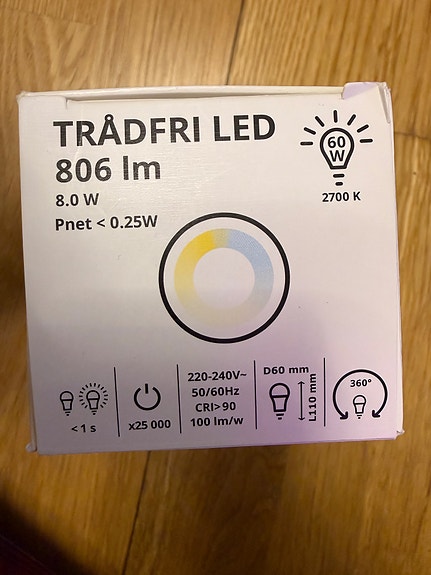 TRÅDFRI LED
806 lm
8.0 W
Pnet < 0.25W
60
W
2700 K
< 1 s
x25 000
220-240V~
50/60Hz
CRI>90
100 lm/w
D60 mm
L110 mm
360°